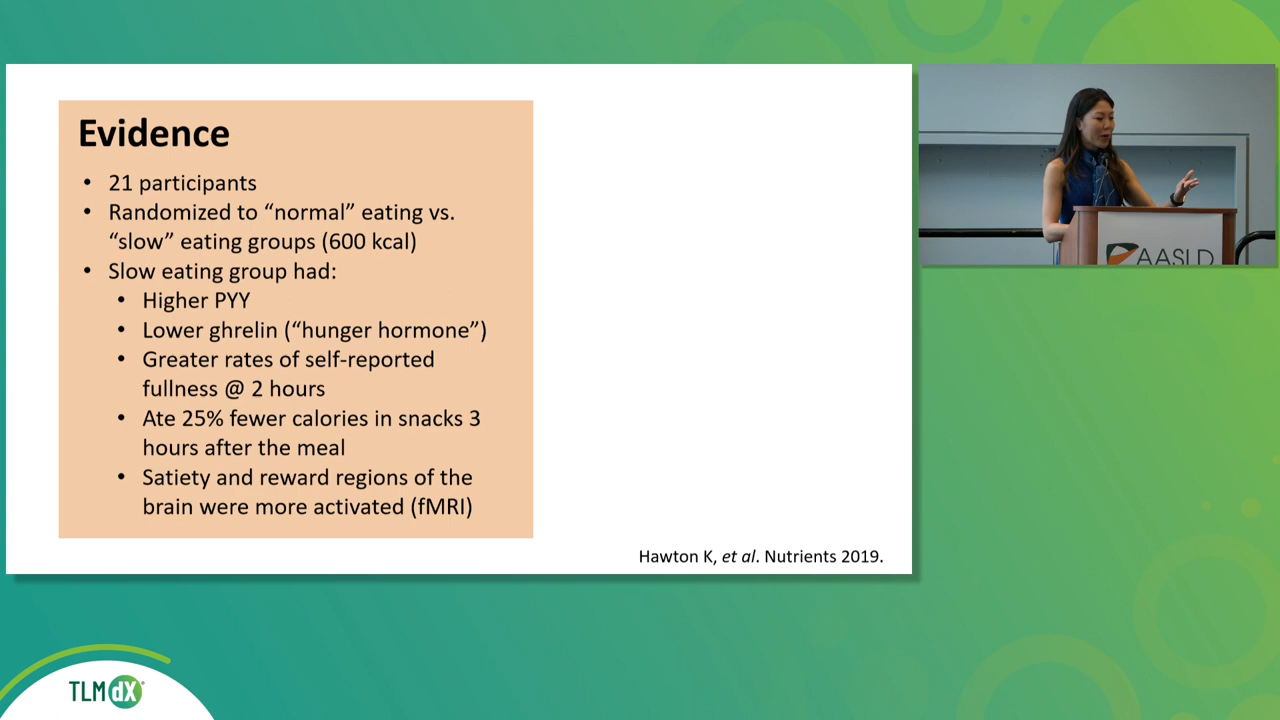 Evidence
• 21 participants
• Randomized to “normal” eating vs.
“slow” eating groups (600 kcal)
• Slow eating group had:
• Higher PYY
• Lower ghrelin (“hunger hormone”)
• Greater rates of self-reported
fullness @ 2 hours
• Ate 25% fewer calories in snacks 3
hours after the meal
• Satiety and reward regions of the
brain were more activated (fMRI)
Hawton K, et al. Nutrients 2019.
AASLD
TLMdX